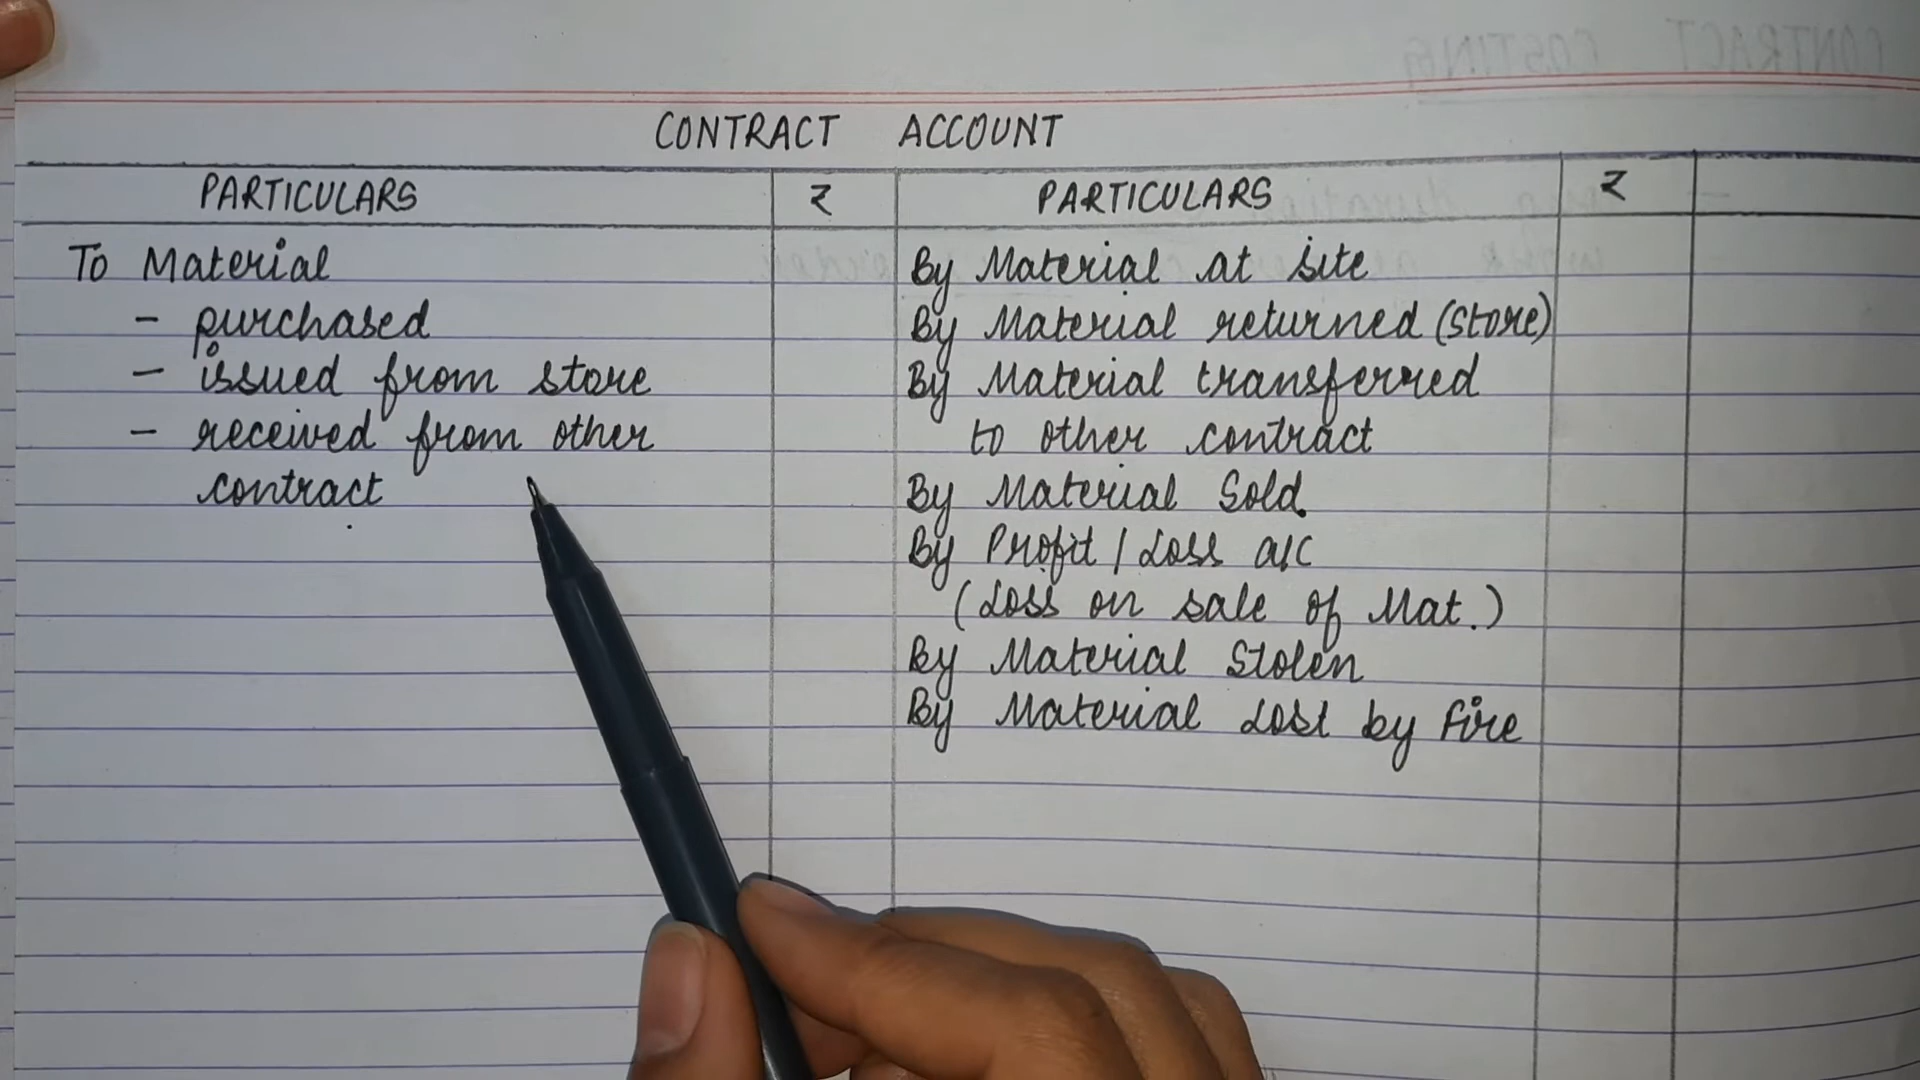 CONTRACT COSTING
CONTRACT ACCOUNT
PARTICULARS ₹ PARTICULARS ₹
To Material
- purchased
- issued from store
- received from other
contract
By Material at site
By Material returned (store)
By Material transferred
to other contract
By Material Sold.
By Profit / Loss a/c
(Loss on sale of Mat.)
By Material Stolen
By Material Lost by fire